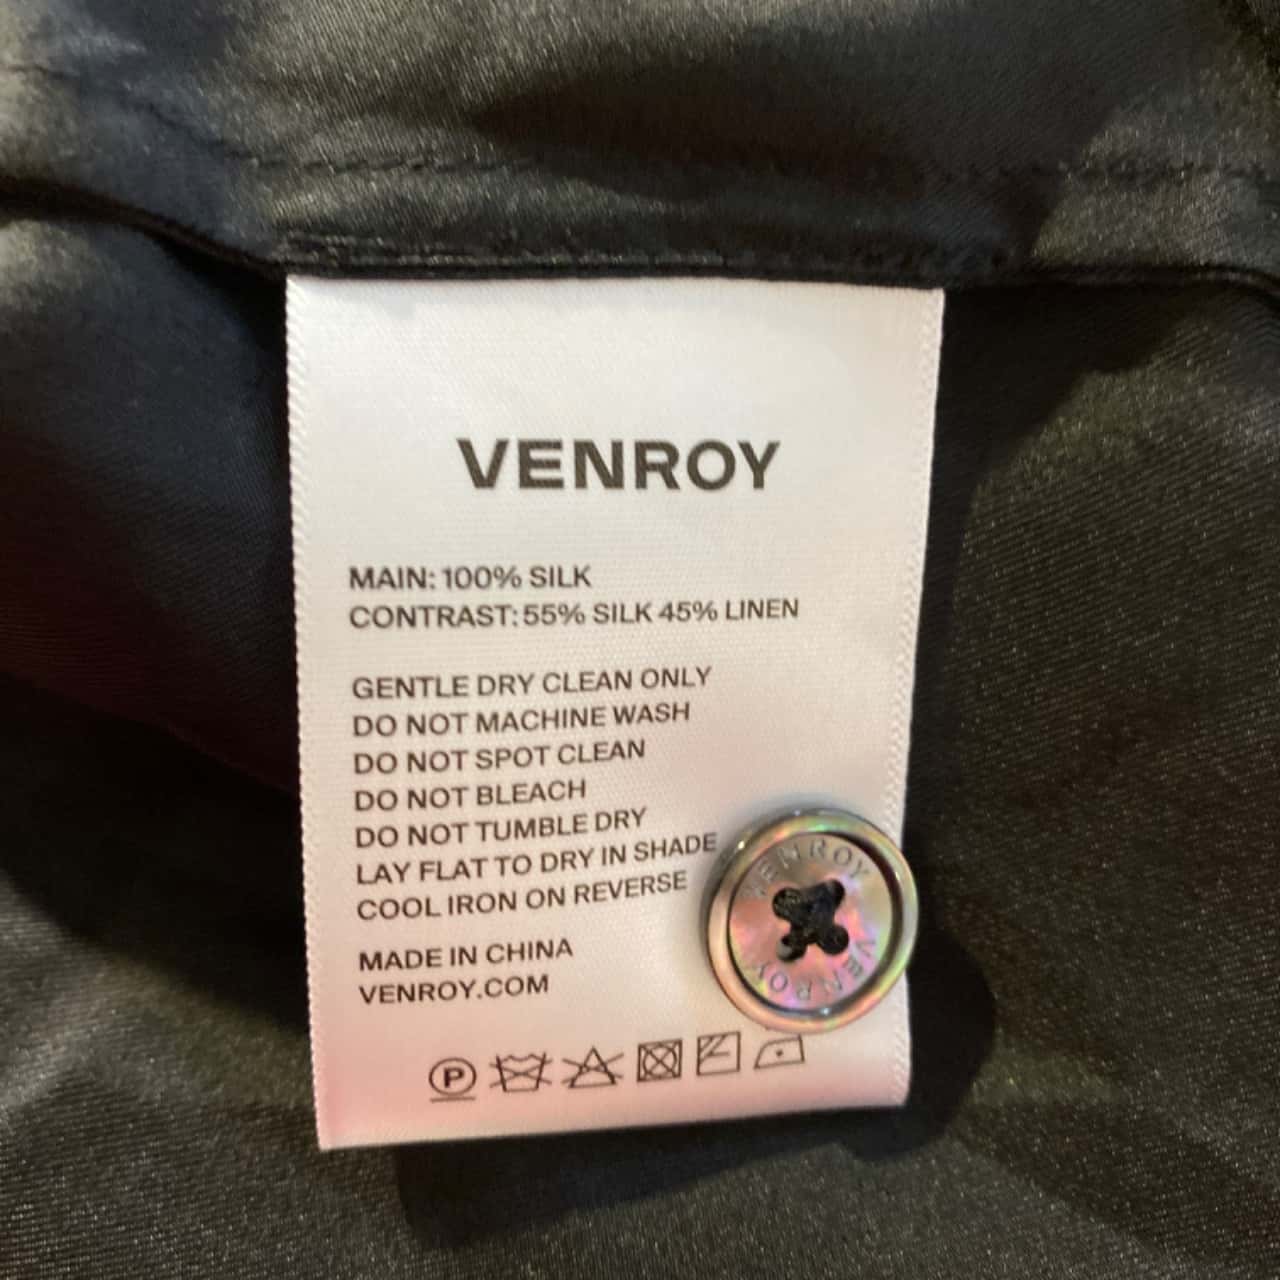 VENROY
MAIN: 100% SILK
CONTRAST: 55% SILK 45% LINEN
GENTLE DRY CLEAN ONLY
DO NOT MACHINE WASH
DO NOT SPOT CLEAN
DO NOT BLEACH
DO NOT TUMBLE DRY
LAY FLAT TO DRY IN SHADE
COOL IRON ON REVERSE
MADE IN CHINA
VENROY.COM
P
VENROY
VENROY